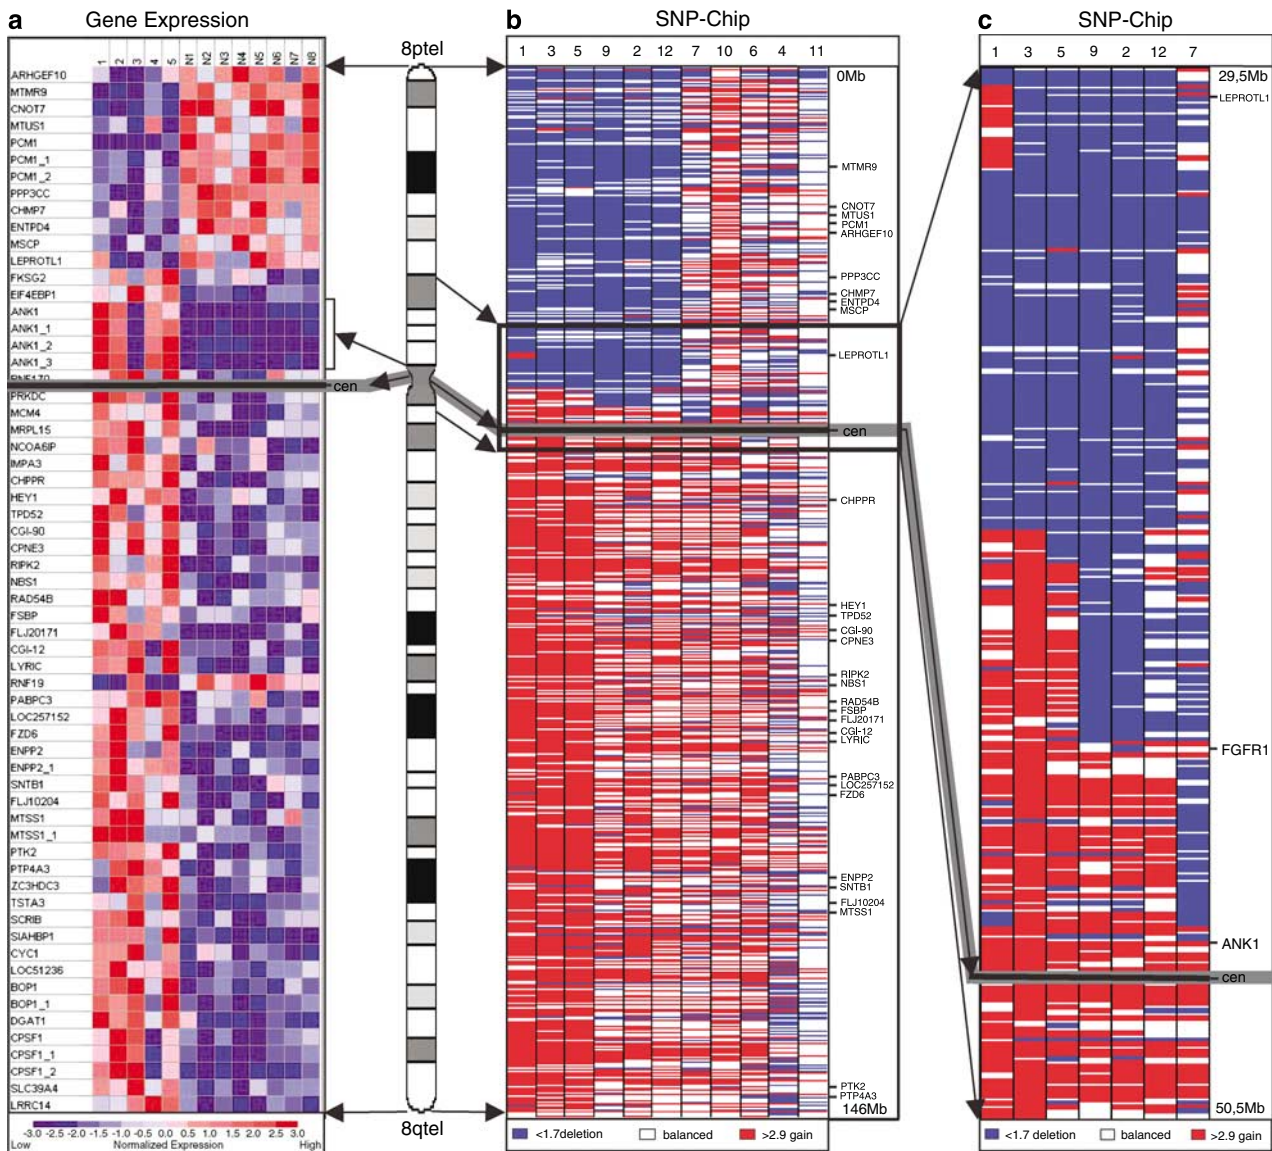 a Gene Expression
1 2 3 4 5 N1 N2 N3 N4 N5 N6 N7 N8
ARHGEF10
MTMR9
CNOT7
MTUS1
PCM1
PCM1_1
PCM1_2
PPP3CC
CHMP7
ENTPD4
MSCP
LEPROTL1
FKSG2
EIF4EBP1
ANK1
ANK1_1
ANK1_2
ANK1_3
RNF170
cen
PRKDC
MCM4
MRPL15
NCOA6IP
IMPA3
CHPPR
HEY1
TPD52
CGI-90
CPNE3
RIPK2
NBS1
RAD54B
FSBP
FLJ20171
CGI-12
LYRIC
RNF19
PABPC3
LOC257152
FZD6
ENPP2
ENPP2_1
SNTB1
FLJ10204
MTSS1
MTSS1_1
PTK2
PTP4A3
ZC3HDC3
TSTA3
SCRIB
SIAHBP1
CYC1
LOC51236
BOP1
BOP1_1
DGAT1
CPSF1
CPSF1_1
CPSF1_2
SLC39A4
LRRC14
-3.0 -2.5 -2.0 -1.5 -1.0 -0.5 0.0 0.5 1.0 1.5 2.0 2.5 3.0
Low Normalized Expression High
8ptel
8qtel
b SNP-Chip
1 3 5 9 2 12 7 10 6 4 11
0Mb
MTMR9
CNOT7
MTUS1
PCM1
ARHGEF10
PPP3CC
CHMP7
ENTPD4
MSCP
LEPROTL1
cen
CHPPR
HEY1
TPD52
CGI-90
CPNE3
RIPK2
NBS1
RAD54B
FSBP
FLJ20171
CGI-12
LYRIC
PABPC3
LOC257152
FZD6
ENPP2
SNTB1
FLJ10204
MTSS1
PTK2
PTP4A3
146Mb
<1.7deletion balanced >2.9 gain
c SNP-Chip
1 3 5 9 2 12 7
29,5Mb
LEPROTL1
FGFR1
ANK1
cen
50,5Mb
<1.7 deletion balanced >2.9 gain